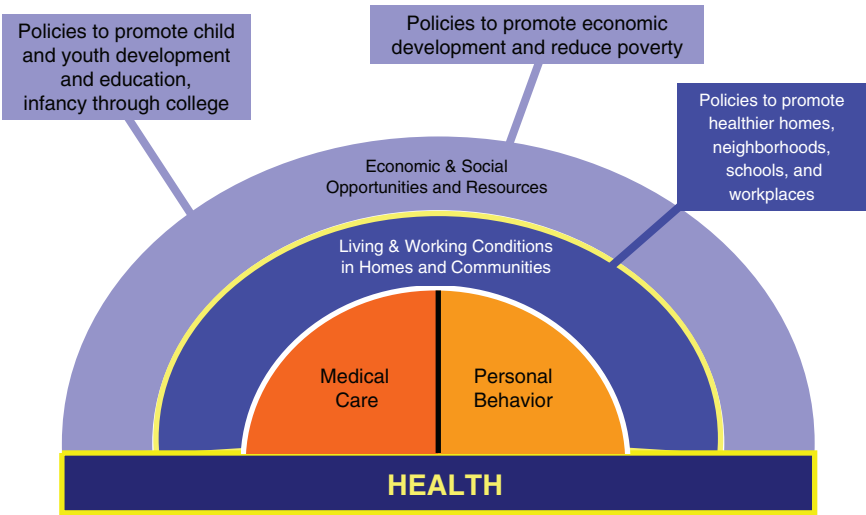 Policies to promote child
and youth development
and education,
infancy through college
Policies to promote economic
development and reduce poverty
Policies to promote
healthier homes,
neighborhoods,
schools, and
workplaces
Economic & Social
Opportunities and Resources
Living & Working Conditions
in Homes and Communities
Medical
Care
Personal
Behavior
HEALTH